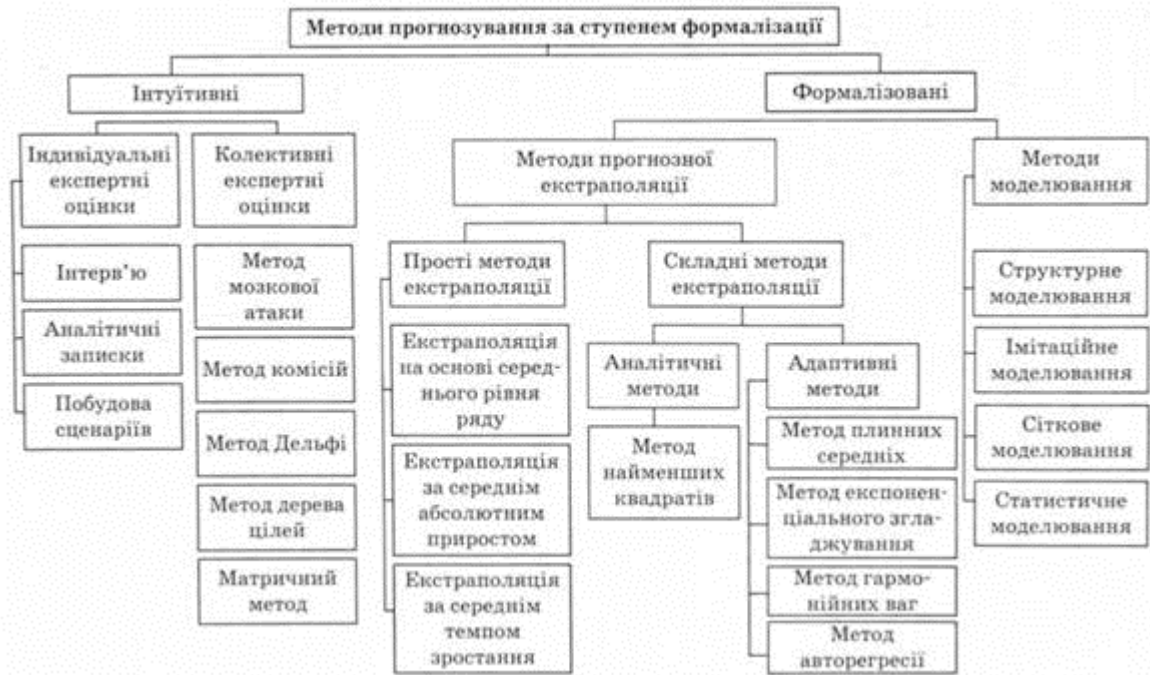 Методи прогнозування за ступенем формалізації
Інтуїтивні
Формалізовані
Індивідуальні
експертні
оцінки
Колективні
експертні
оцінки
Методи прогнозної
екстраполяції
Методи
моделювання
Інтерв’ю
Аналітичні
записки
Побудова
сценаріїв
Метод
мозкової
атаки
Метод комісій
Метод Дельфі
Метод дерева
цілей
Матричний
метод
Прості методи
екстраполяції
Складні методи
екстраполяції
Екстраполяція
на основі серед-
нього рівня
ряду
Екстраполяція
за середнім
абсолютним
приростом
Екстраполяція
за середнім
темпом
зростання
Аналітичні
методи
Метод
найменших
квадратів
Адаптивні
методи
Метод плинних
середніх
Метод експонен-
ціального згла-
джування
Метод гармо-
нійних ваг
Метод
авторегресії
Структурне
моделювання
Імітаційне
моделювання
Сіткове
моделювання
Статистичне
моделювання